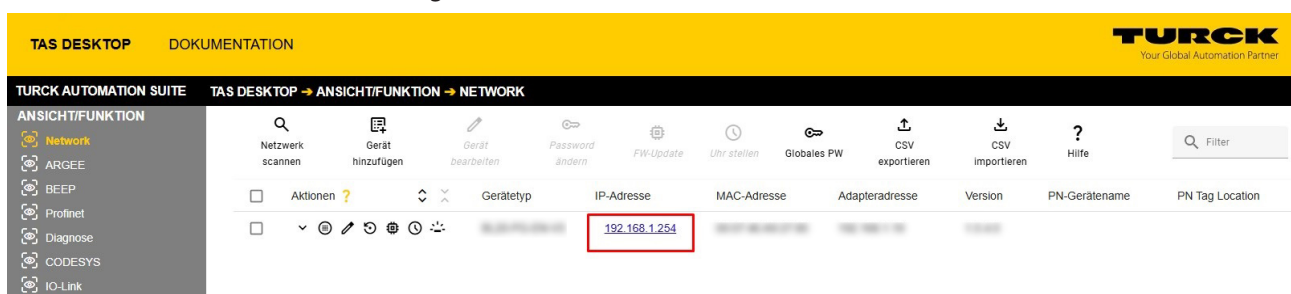 TAS DESKTOP DOKUMENTATION
TURCK
Your Global Automation Partner
TURCK AUTOMATION SUITE TAS DESKTOP ➔ ANSICHT/FUNKTION ➔ NETWORK
ANSICHT/FUNKTION
Network
ARGEE
BEEP
Profinet
Diagnose
CODESYS
IO-Link
Netzwerk scannen
Gerät hinzufügen
Gerät bearbeiten
Password ändern
FW-Update
Uhr stellen
Globales PW
CSV exportieren
CSV importieren
?
Hilfe
Filter
Aktionen ? Gerätetyp IP-Adresse MAC-Adresse Adapteradresse Version PN-Gerätename PN Tag Location
192.168.1.254